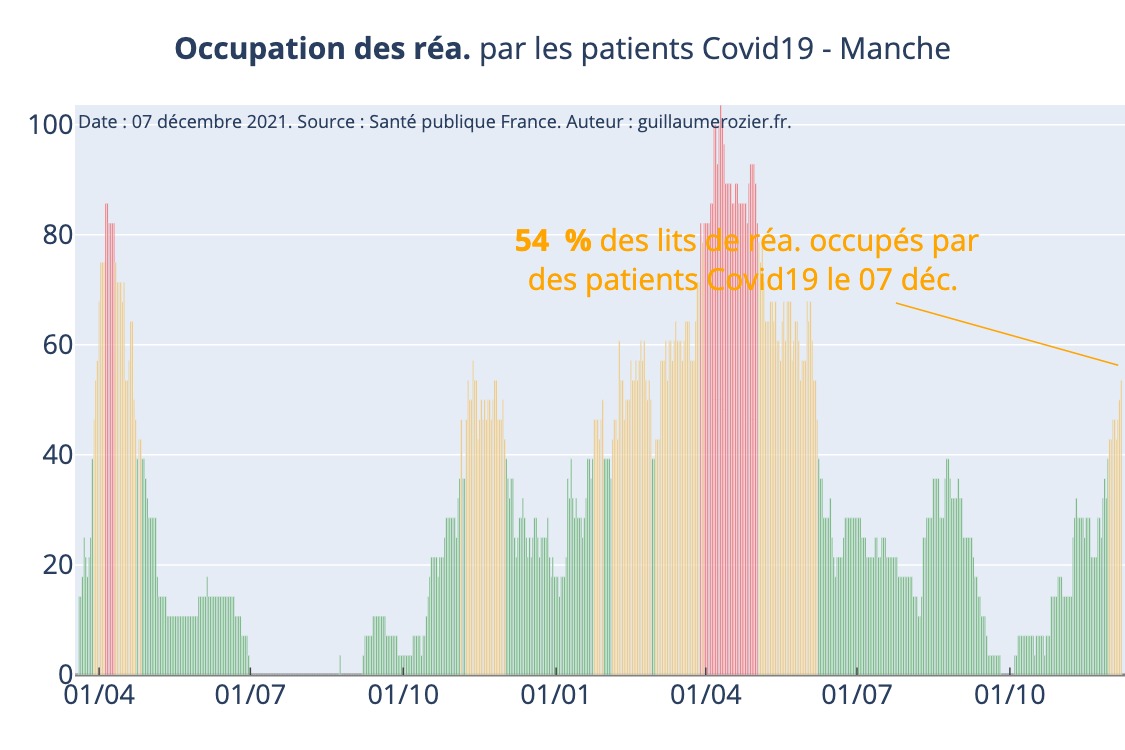 Occupation des réa. par les patients Covid19 - Manche
100
Date : 07 décembre 2021. Source : Santé publique France. Auteur : guillaumerozier.fr.
80
54 % des lits de réa. occupés par
des patients Covid19 le 07 déc.
60
40
20
0
01/04 01/07 01/10 01/01 01/04 01/07 01/10